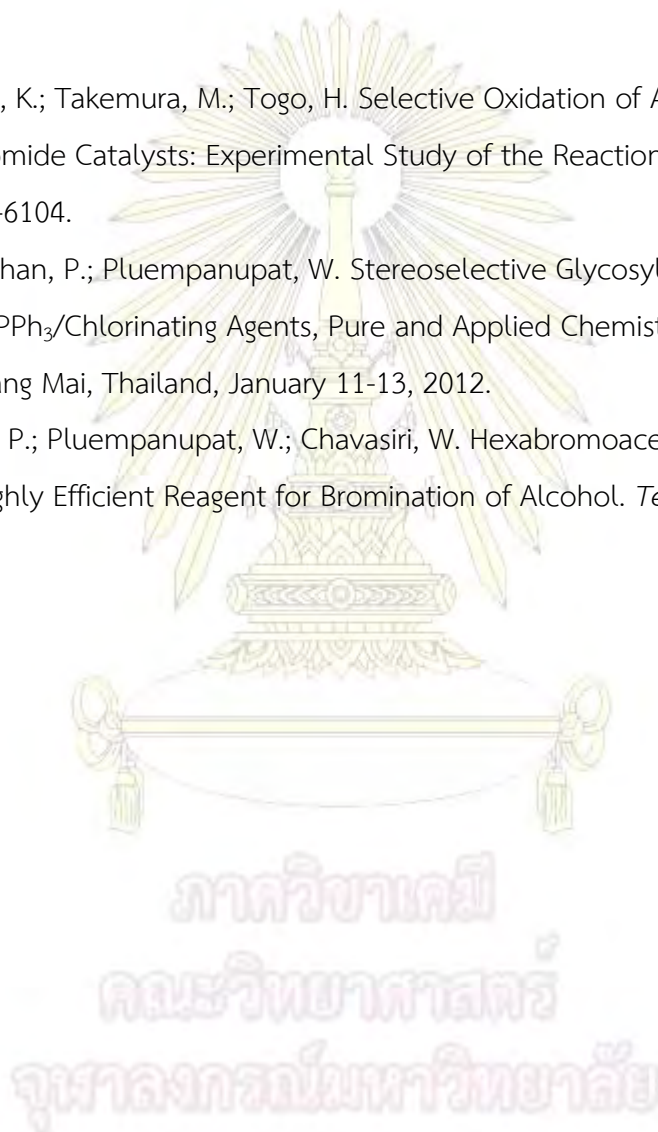 , K.; Takemura, M.; Togo, H. Selective Oxidation of A
omide Catalysts: Experimental Study of the Reaction
-6104.
han, P.; Pluempanupat, W. Stereoselective Glycosyl
PPh₃/Chlorinating Agents, Pure and Applied Chemist
ang Mai, Thailand, January 11-13, 2012.
P.; Pluempanupat, W.; Chavasiri, W. Hexabromoace
ghly Efficient Reagent for Bromination of Alcohol. Te
ภาควิชาเคมี
คณะวิทยาศาสตร์
จุฬาลงกรณ์มหาวิทยาลัย